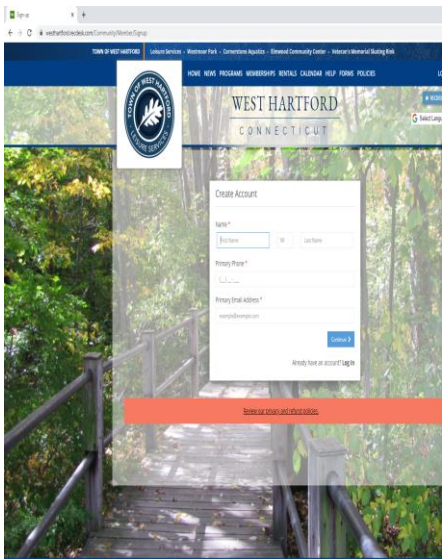 Sign up
westhartford.recdesk.com/Community/Member/Signup
TOWN OF WEST HARTFORD
Leisure Services - Westmoor Park - Cornerstone Aquatics - Elmwood Community Center - Veteran's Memorial Skating Rink
HOME NEWS PROGRAMS MEMBERSHIPS RENTALS CALENDAR HELP FORMS POLICIES
TOWN OF WEST HARTFORD
LEISURE SERVICES
WEST HARTFORD
CONNECTICUT
Create Account
Name *
First Name
M
Last Name
Primary Phone *
(__) __-____
Primary Email Address *
example@example.com
Continue
Already have an account? Log In
Review our privacy and refund policies.